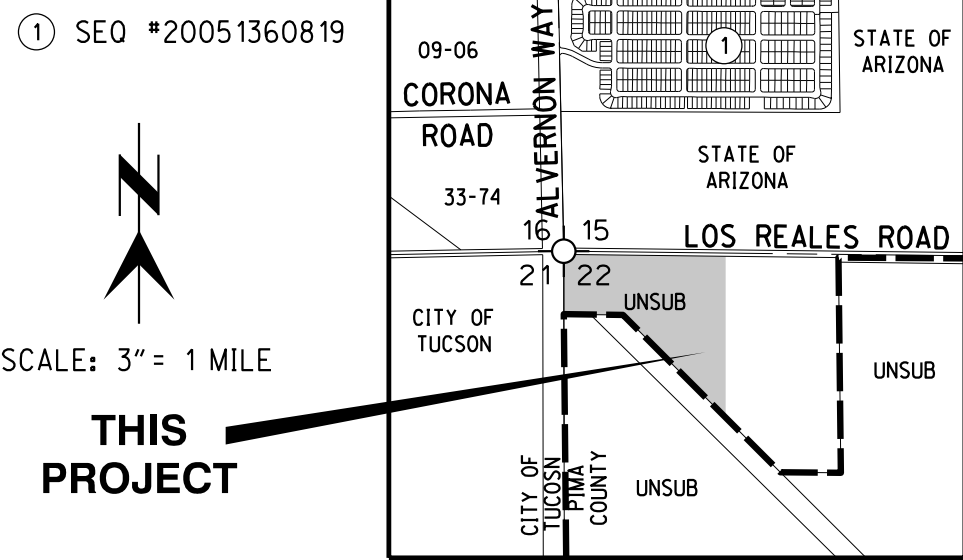 1 SEQ #20051360819
N
SCALE: 3" = 1 MILE
THIS
PROJECT
09-06
CORONA
ROAD
33-74
ALVERNON WAY
1
STATE OF
ARIZONA
STATE OF
ARIZONA
LOS REALES ROAD
16 15
21 22
UNSUB
CITY OF
TUCSON
UNSUB
CITY OF
TUCOSN
PIMA
COUNTY
UNSUB